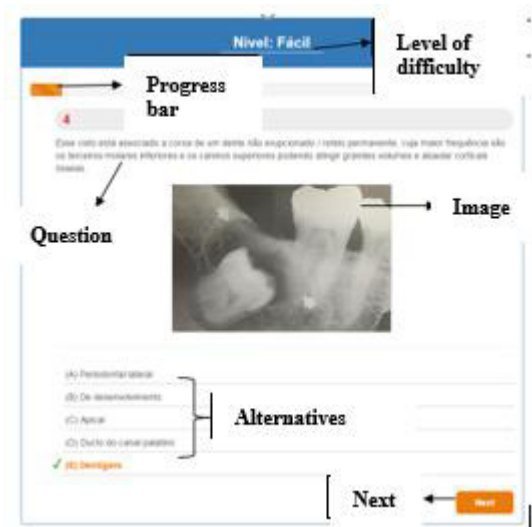 Nivel: Fácil
Level of
difficulty
Progress
bar
4
Esse cisto está associado a coroa de um dente não erupcionado / retido permanente, cuja maior frequência são
os terceiros molares inferiores e os caninos superiores podendo atingir grandes volumes e abaular corticais
ósseas.
Question
Image
(A) Periodontal lateral
(B) De desenvolvimento
(C) Apical
(D) Ducto do canal palatino
(E) Dentígero
Alternatives
Next
Next